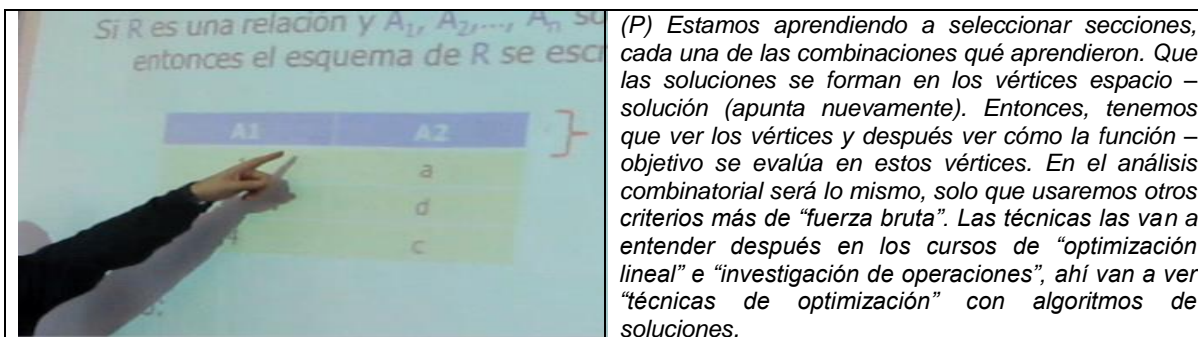 Si R es una relación y A₁, A₂,..., Aₙ so
entonces el esquema de R se escr
A1 A2
a
d
4 c
(P) Estamos aprendiendo a seleccionar secciones,
cada una de las combinaciones qué aprendieron. Que
las soluciones se forman en los vértices espacio –
solución (apunta nuevamente). Entonces, tenemos
que ver los vértices y después ver cómo la función –
objetivo se evalúa en estos vértices. En el análisis
combinatorial será lo mismo, solo que usaremos otros
criterios más de “fuerza bruta”. Las técnicas las van a
entender después en los cursos de “optimización
lineal” e “investigación de operaciones”, ahí van a ver
“técnicas de optimización” con algoritmos de
soluciones.